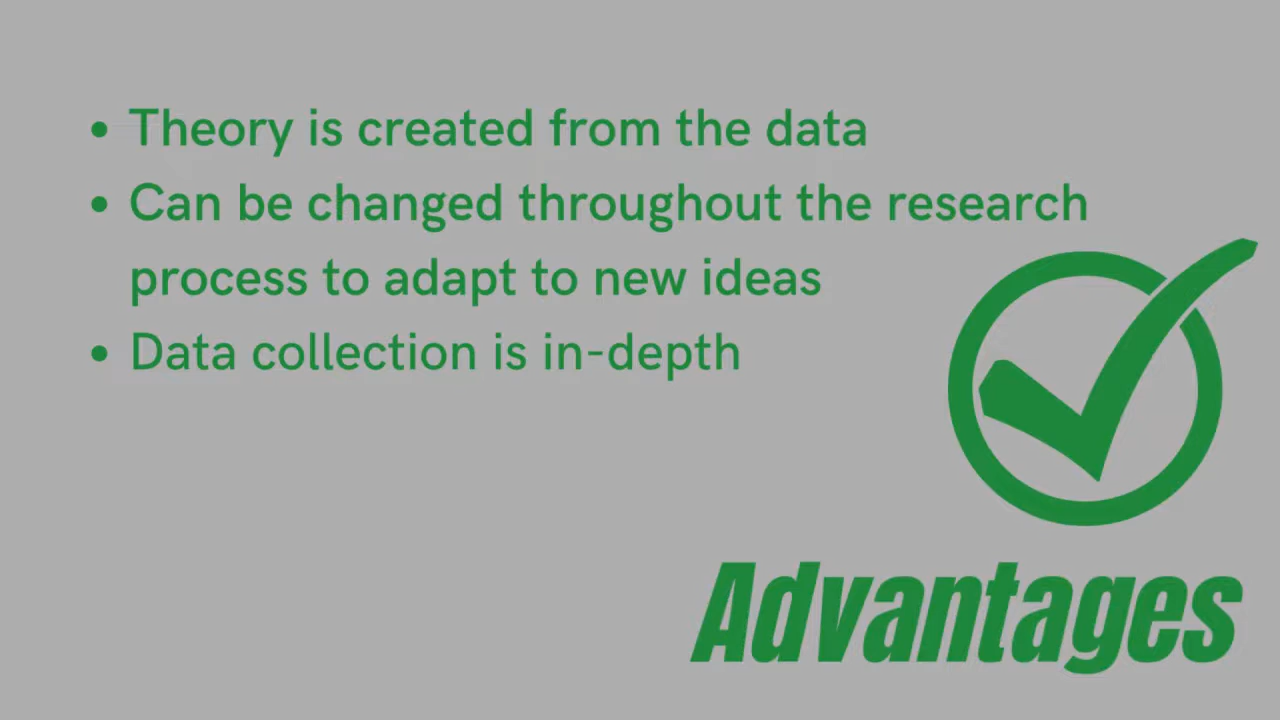 • Theory is created from the data
• Can be changed throughout the research
process to adapt to new ideas
• Data collection is in-depth
Advantages